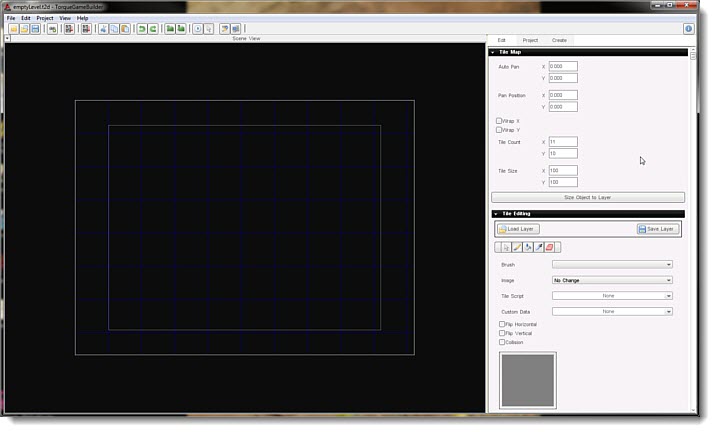 emptyLevel.t2d - TorqueGameBuilder
Edit File Project View Help
Scene View
Edit Project Create
Tile Map
Auto Pan X 0.000
Y 0.000
Pan Position X 0.000
Y 0.000
Wrap X
Wrap Y
Tile Count X 11
Y 10
Tile Size X 100
Y 100
Size Object to Layer
Tile Editing
Load Layer Save Layer
Brush
Image No Change
Tile Script None
Custom Data None
Flip Horizontal
Flip Vertical
Collision